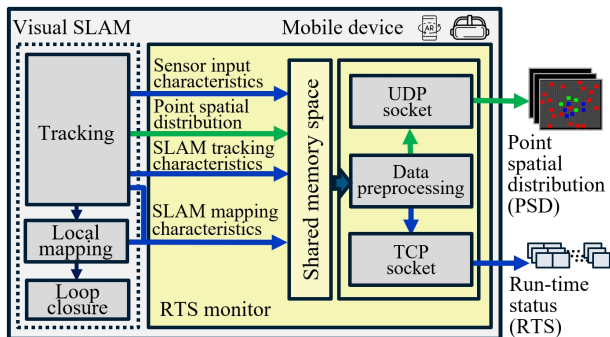 Visual SLAM
Mobile device
AR
Tracking
Local
mapping
Loop
closure
Sensor input
characteristics
Point spatial
distribution
SLAM tracking
characteristics
SLAM mapping
characteristics
RTS monitor
Shared memory space
UDP
socket
Data
preprocessing
TCP
socket
Point
spatial
distribution
(PSD)
Run-time
status
(RTS)